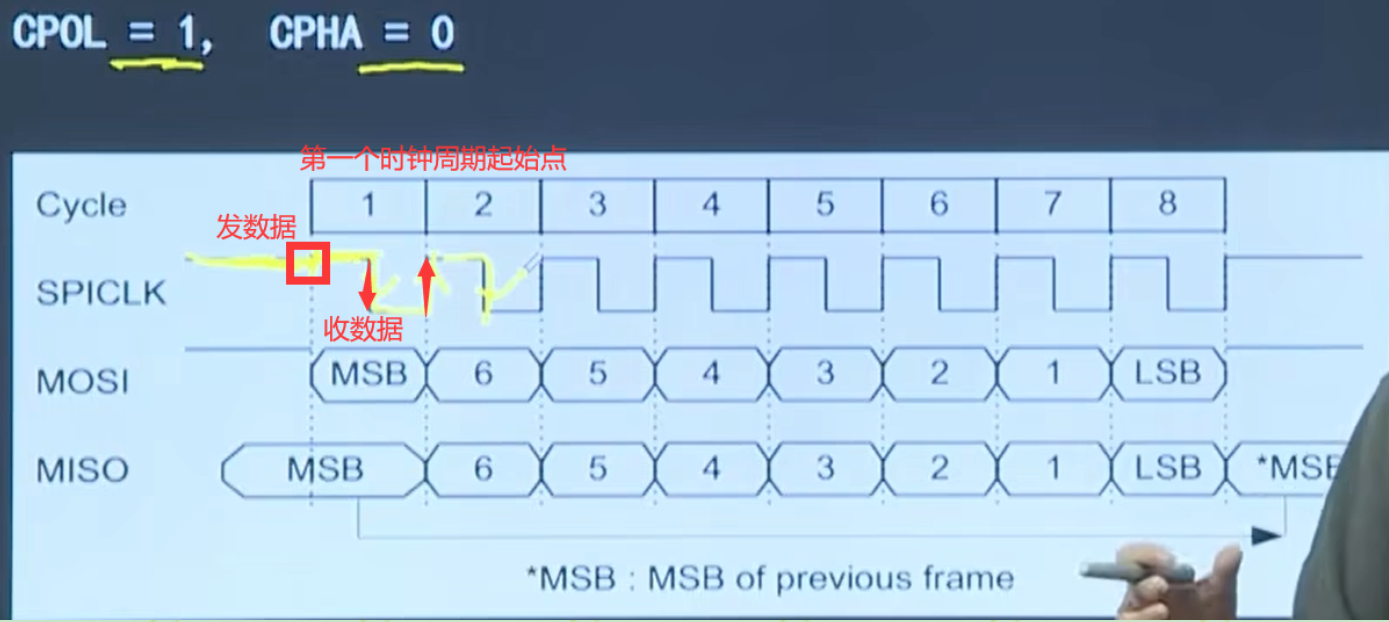 CPOL = 1, CPHA = 0
第一个时钟周期起始点
Cycle 1 2 3 4 5 6 7 8
发数据
SPICLK
收数据
MOSI MSB 6 5 4 3 2 1 LSB
MISO MSB 6 5 4 3 2 1 LSB *MSB
*MSB : MSB of previous frame